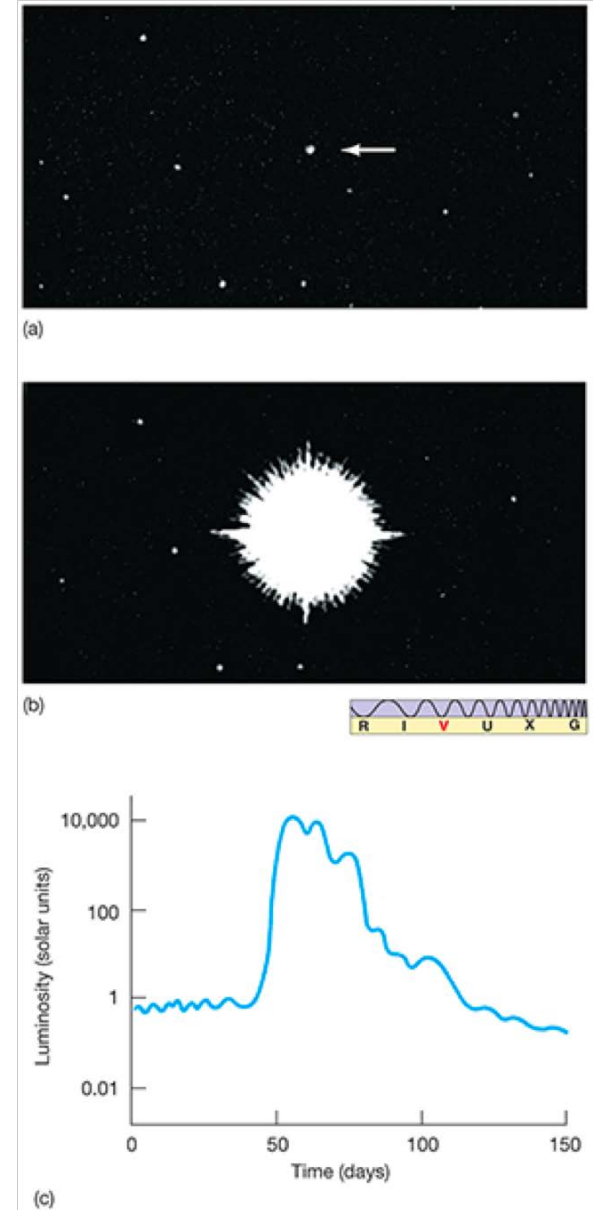 (a)
(b)
R I V U X G
Luminosity (solar units)
10,000
100
1
0.01
0 50 100 150
Time (days)
(c)